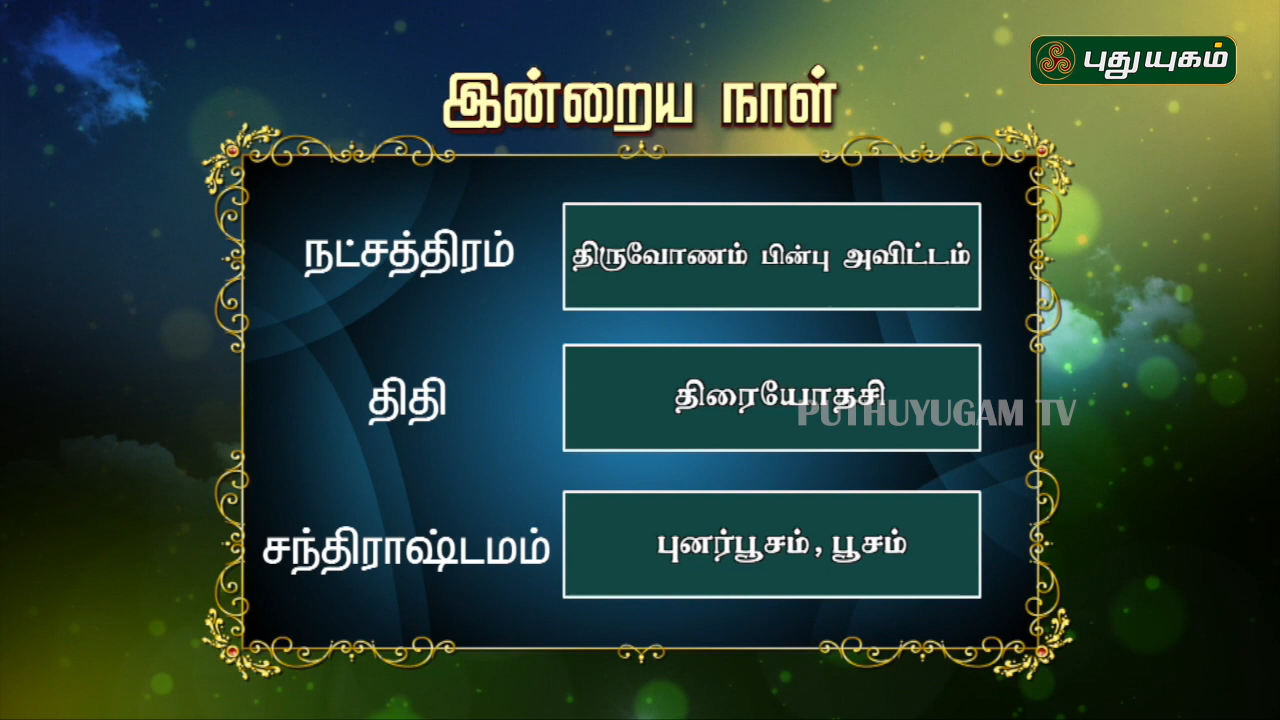 புதுயுகம்
இன்றைய நாள்
நட்சத்திரம் திருவோணம் பின்பு அவிட்டம்
திதி திரையோதசி
PUTHUYUGAM TV
சந்திராஷ்டமம் புனர்பூசம், பூசம்